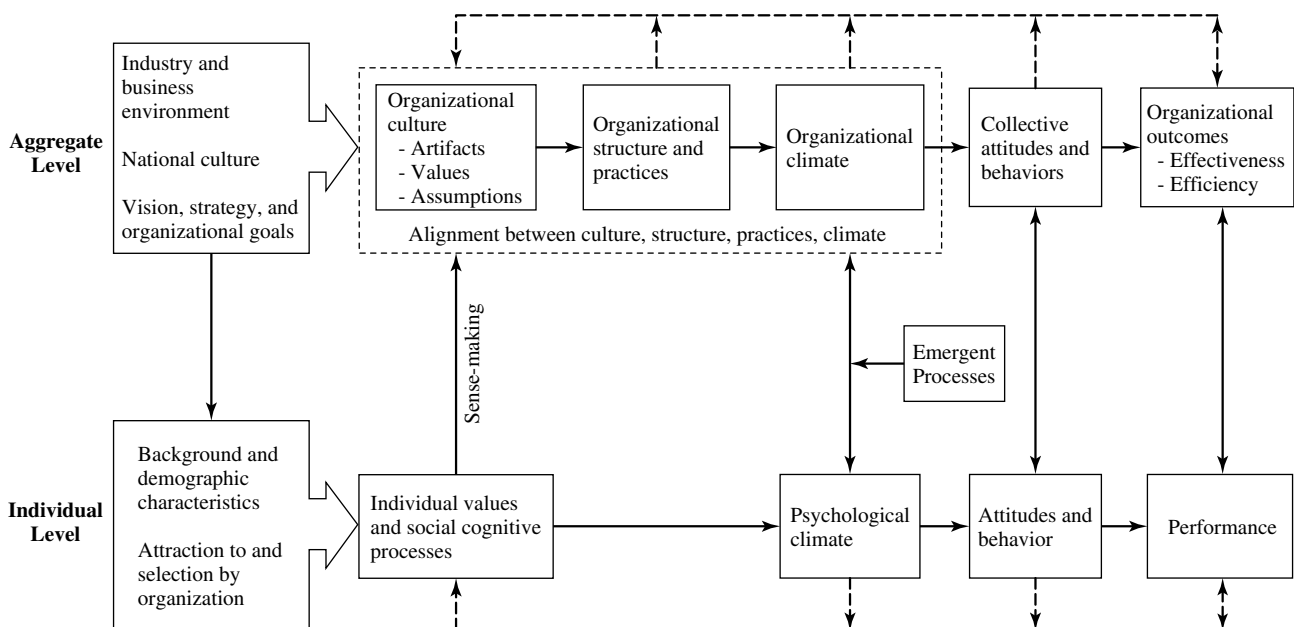 Aggregate
Level
Industry and
business
environment
National culture
Vision, strategy, and
organizational goals
Organizational
culture
- Artifacts
- Values
- Assumptions
Organizational
structure and
practices
Organizational
climate
Alignment between culture, structure, practices, climate
Collective
attitudes and
behaviors
Organizational
outcomes
- Effectiveness
- Efficiency
Sense-making
Emergent
Processes
Individual
Level
Background and
demographic
characteristics
Attraction to and
selection by
organization
Individual values
and social cognitive
processes
Psychological
climate
Attitudes and
behavior
Performance